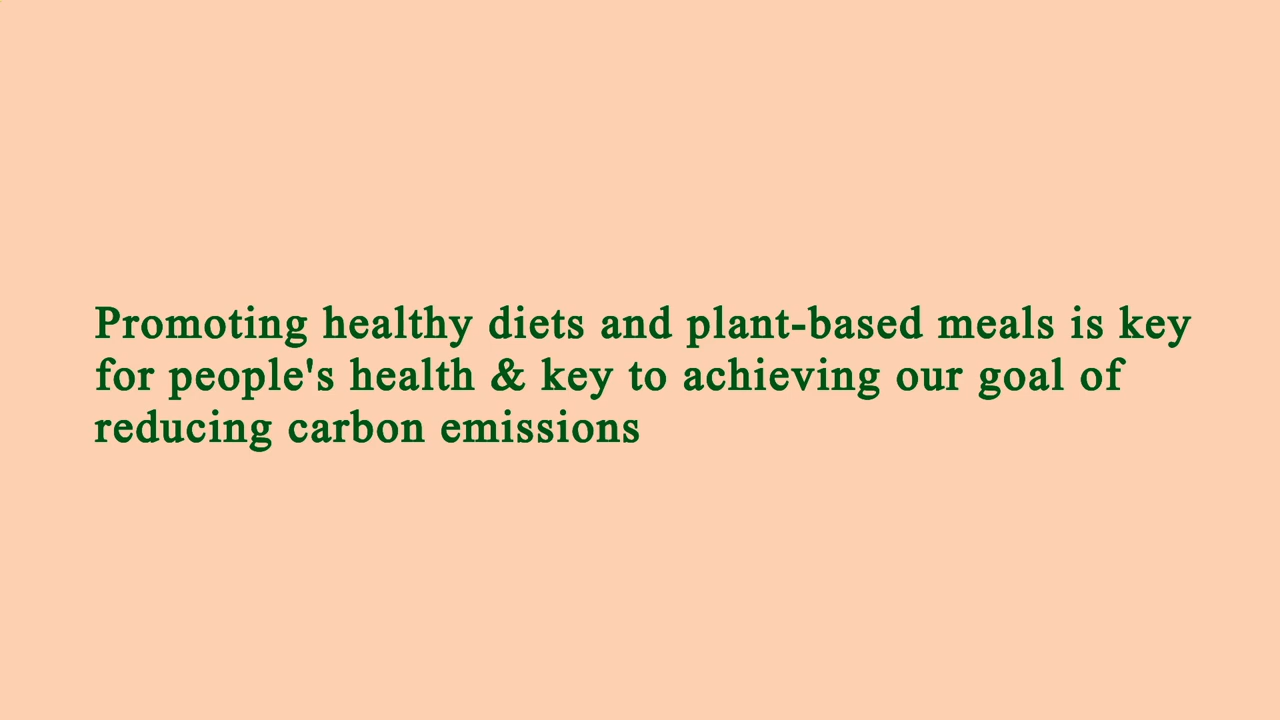 Promoting healthy diets and plant-based meals is key
for people's health & key to achieving our goal of
reducing carbon emissions